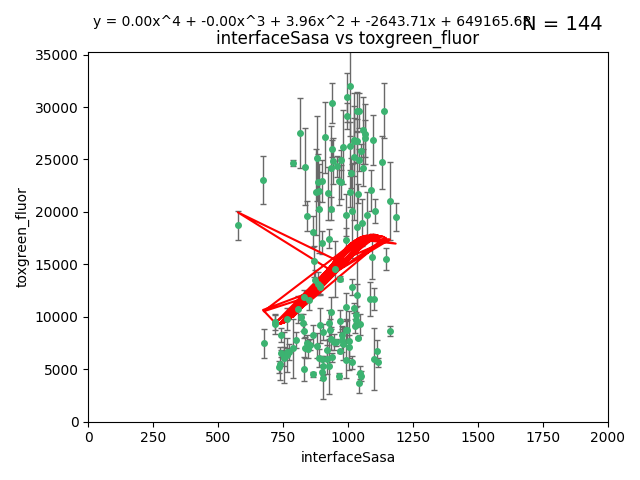 y = 0.00x^4 + -0.00x^3 + 3.96x^2 + -2643.71x + 649165.68
N = 144
interfaceSasa vs toxgreen_fluor
35000
30000
25000
20000
15000
10000
5000
0
toxgreen_fluor
0 250 500 750 1000 1250 1500 1750 2000
interfaceSasa